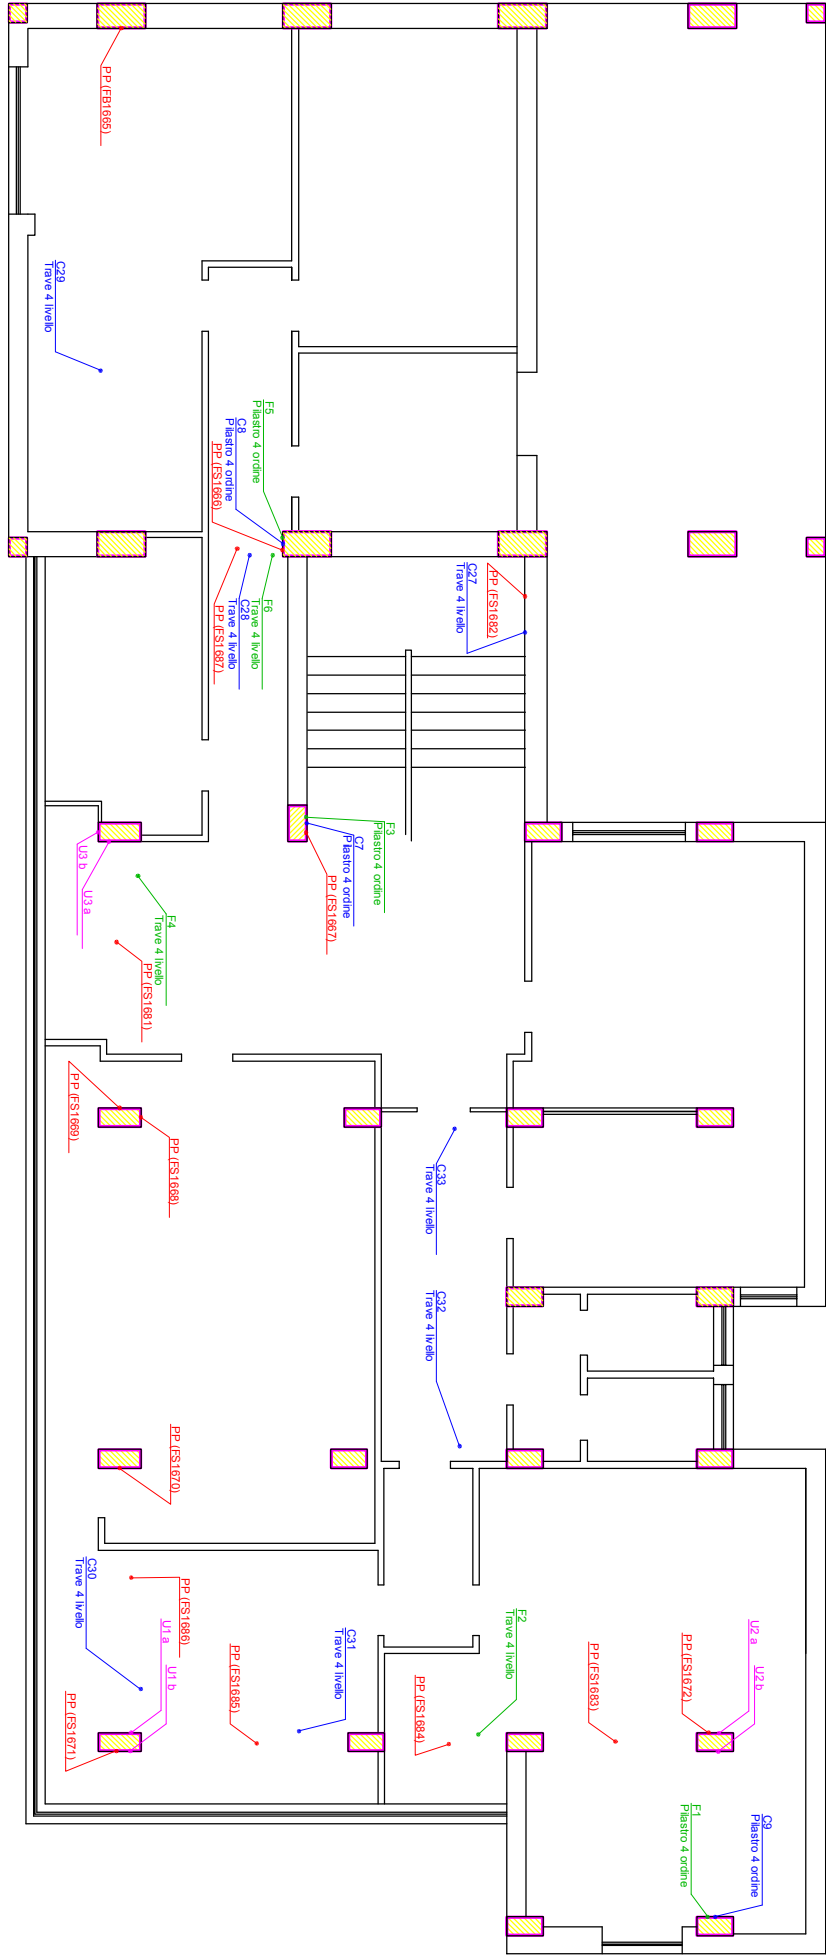 PP (FB1665)
C29
Trave 4 livello
F5
Pilastro 4 ordine
C8
Pilastro 4 ordine
PP (FS1666)
PP (FS1682)
C27
Trave 4 livello
F6
Trave 4 livello
C28
Trave 4 livello
PP (FS1687)
F3
Pilastro 4 ordine
C7
Pilastro 4 ordine
PP (FS1667)
U3 b
U3 a
F4
Trave 4 livello
PP (FS1681)
PP (FS1669)
PP (FS1668)
C33
Trave 4 livello
C32
Trave 4 livello
PP (FS1670)
C30
Trave 4 livello
PP (FS1686)
U1 a
U1 b
PP (FS1671)
PP (FS1685)
C31
Trave 4 livello
PP (FS1684)
F2
Trave 4 livello
PP (FS1683)
PP (FS1672)
U2 a
U2 b
F1
Pilastro 4 ordine
C9
Pilastro 4 ordine